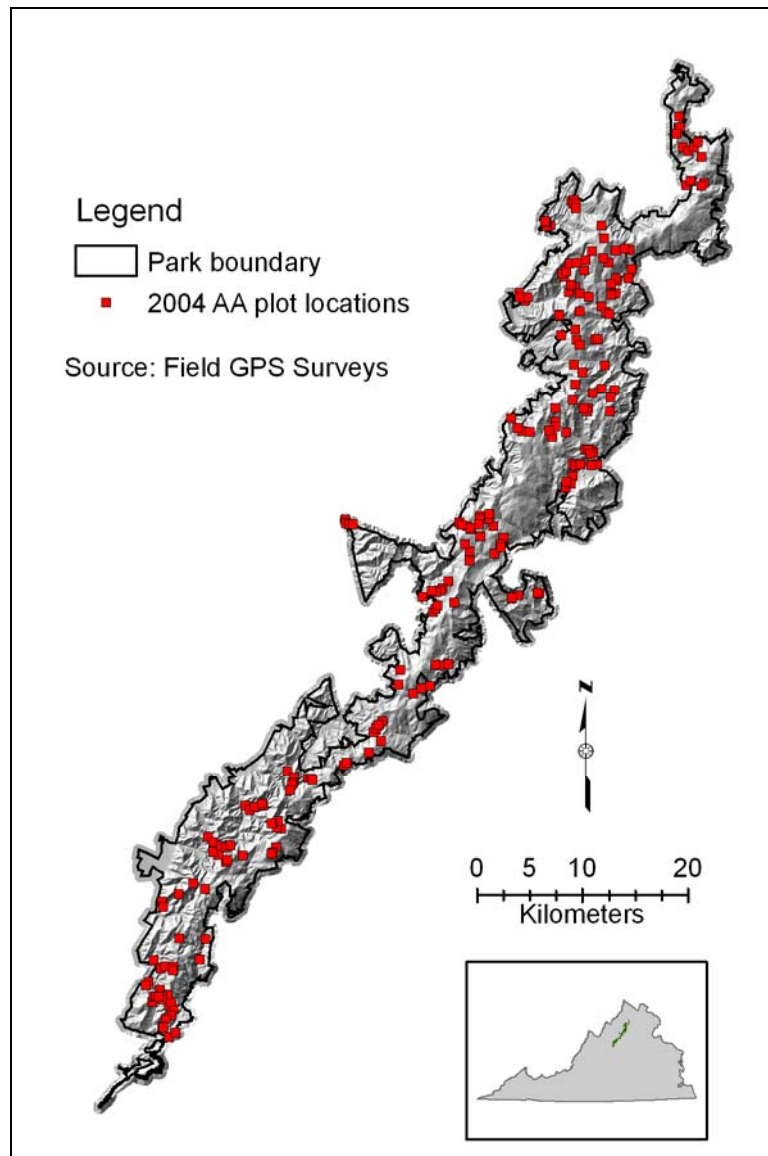 Legend
Park boundary
2004 AA plot locations
Source: Field GPS Surveys
N
0 5 10 20
Kilometers